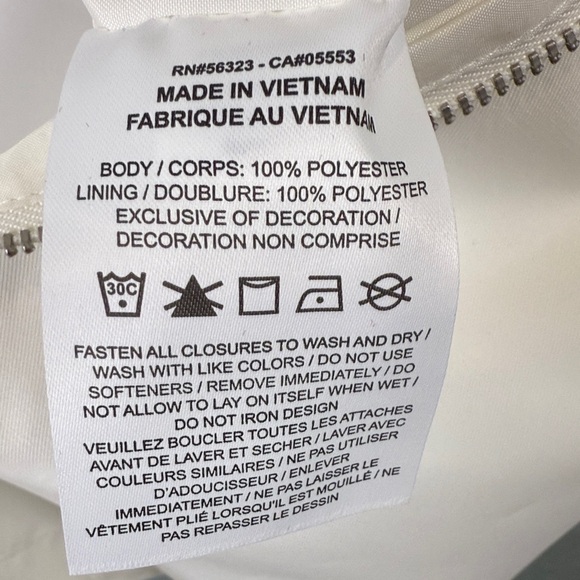 RN#56323 - CA#05553
MADE IN VIETNAM
FABRIQUE AU VIETNAM
BODY / CORPS: 100% POLYESTER
LINING / DOUBLURE: 100% POLYESTER
EXCLUSIVE OF DECORATION /
DECORATION NON COMPRISE
30C
FASTEN ALL CLOSURES TO WASH AND DRY /
WASH WITH LIKE COLORS / DO NOT USE
SOFTENERS / REMOVE IMMEDIATELY / DO
NOT ALLOW TO LAY ON ITSELF WHEN WET /
DO NOT IRON DESIGN
VEUILLEZ BOUCLER TOUTES LES ATTACHES
AVANT DE LAVER ET SECHER / LAVER AVEC
COULEURS SIMILAIRES / NE PAS UTILISER
D'ADOUCISSEUR / ENLEVER
IMMEDIATEMENT / NE PAS LAISSER LE
VÊTEMENT PLIÉ LORSQU'IL EST MOUILLÉ / NE
PAS REPASSER LE DESSIN